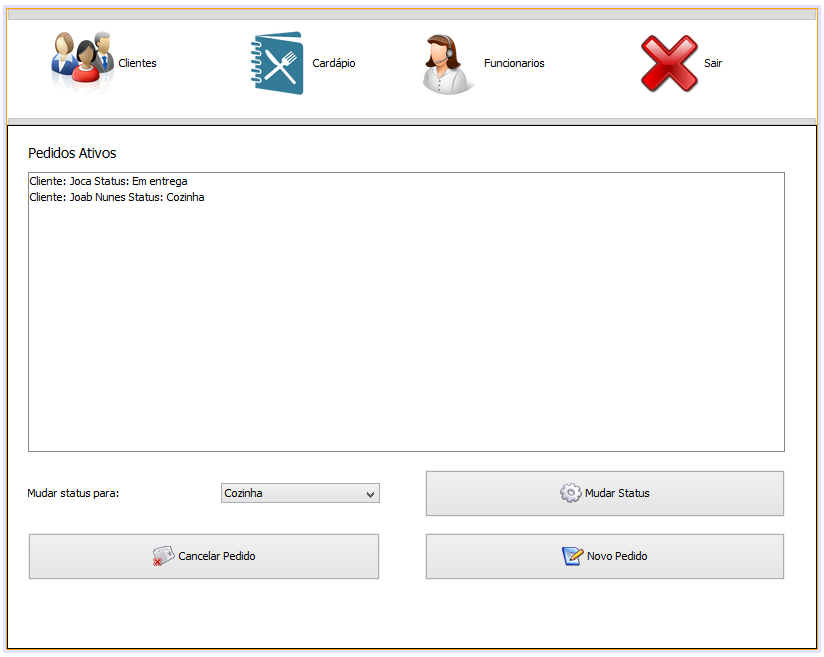 Clientes
Cardápio
Funcionarios
Sair
Pedidos Ativos
Cliente: Joca Status: Em entrega
Cliente: Joab Nunes Status: Cozinha
Mudar status para:
Cozinha
Mudar Status
Cancelar Pedido
Novo Pedido